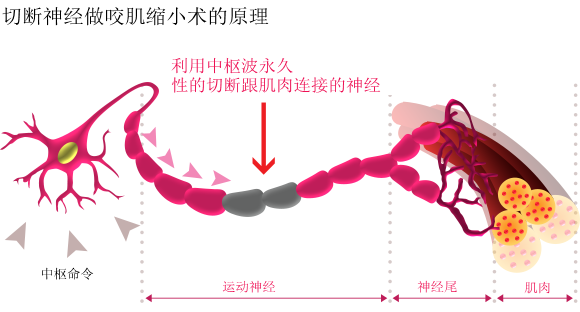 切断神经做咬肌缩小术的原理
利用中枢波永久
性的切断跟肌肉连接的神经
中枢命令
运动神经
神经尾
肌肉